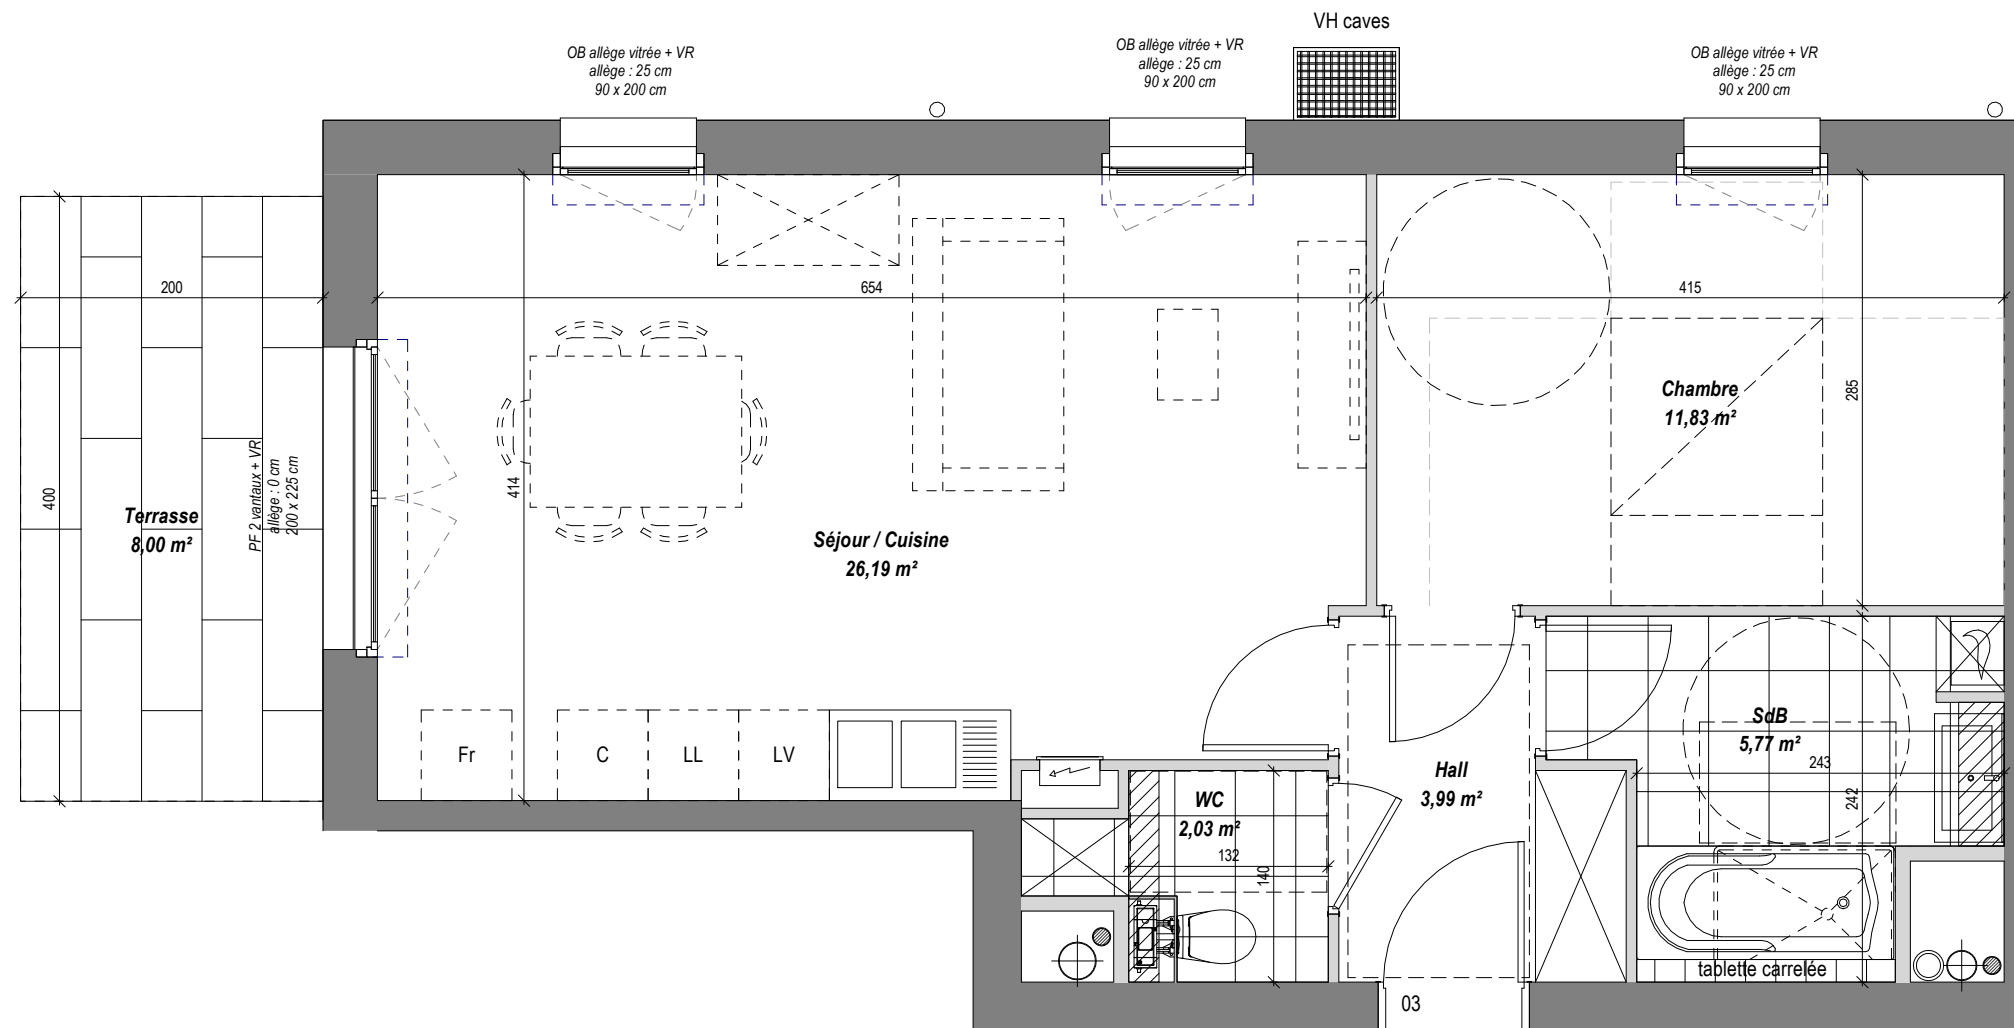 VH caves
OB allège vitrée + VR
allège : 25 cm
90 x 200 cm
OB allège vitrée + VR
allège : 25 cm
90 x 200 cm
OB allège vitrée + VR
allège : 25 cm
90 x 200 cm
200
654
415
400
Terrasse
8,00 m²
PF 2 vantaux + VR
allège : 0 cm
200 x 225 cm
414
Séjour / Cuisine
26,19 m²
Chambre
11,83 m²
285
Fr
C
LL
LV
WC
2,03 m²
132
140
Hall
3,99 m²
SdB
5,77 m²
243
242
tablette carrelée
03